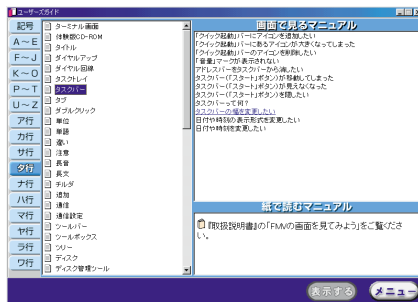 ユーザーズガイド
記号
A～E
F～J
K～O
P～T
U～Z
ア行
カ行
サ行
タ行
ナ行
ハ行
マ行
ヤ行
ラ行
ワ行
ターミナル画面
体験版CD-ROM
タイトル
ダイヤルアップ
ダイヤル回線
タスクトレイ
タスクバー
タブ
ダブルクリック
単位
単語
違い
注意
長音
長文
チルダ
追加
通信
通信設定
ツールバー
ツールボックス
ツリー
ディスク
ディスク管理ツール
画面で見るマニュアル
「クイック起動」バーにアイコンを追加したい
「クイック起動」バーにあるアイコンが大きくなってしまった
「クイック起動」バーのアイコンを削除したい
「音量」マークが表示されない
アドレスバーをタスクバーから消したい
タスクバー(「スタート」ボタン)が移動してしまった
タスクバー(「スタート」ボタン)が見えなくなった
タスクバー(「スタート」ボタン)を隠したい
タスクバーって何?
タスクバーの幅を変更したい
日付や時刻の表示形式を変更したい
日付や時刻を変更したい
紙で読むマニュアル
『取扱説明書』の「FMVの画面を見てみよう」をご覧ください。
表示する
メニュー